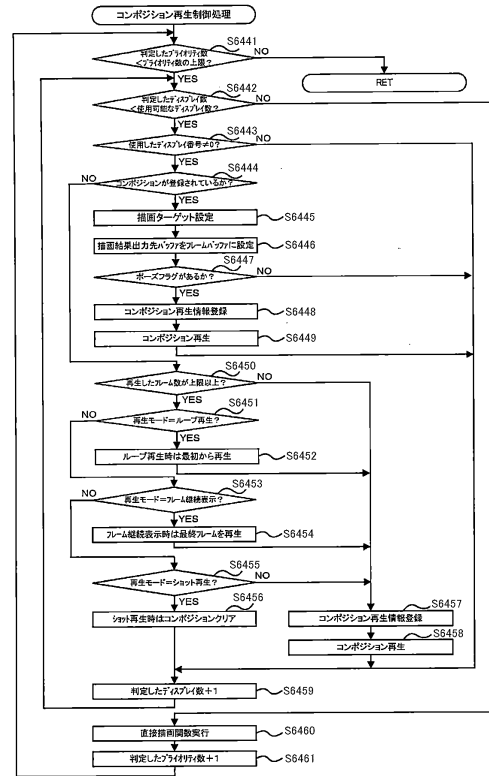 コンポジション再生制御処理
S6441
判定したプライオリティ数
<プライオリティ数の上限?
NO
RET
YES
S6442
判定したディスプレイ数
<使用可能なディスプレイ数?
NO
YES
S6443
使用したディスプレイ番号≠0?
NO
YES
S6444
NO
コンポジションが登録されているか?
YES
描画ターゲット設定
S6445
描画結果出力先バッファをフレームバッファに設定
S6446
S6447
ポーズフラグがあるか?
NO
YES
コンポジション再生情報登録
S6448
コンポジション再生
S6449
S6450
再生したフレーム数が上限以上?
NO
YES
S6451
NO
再生モード=ループ再生?
YES
ループ再生時は最初から再生
S6452
S6453
NO
再生モード=フレーム継続表示?
YES
フレーム継続表示時は最終フレームを再生
S6454
S6455
再生モード=ショット再生?
NO
YES
S6456
ショット再生時はコンポジションクリア
S6457
コンポジション再生情報登録
S6458
コンポジション再生
判定したディスプレイ数+1
S6459
直接描画関数実行
S6460
判定したプライオリティ数+1
S6461